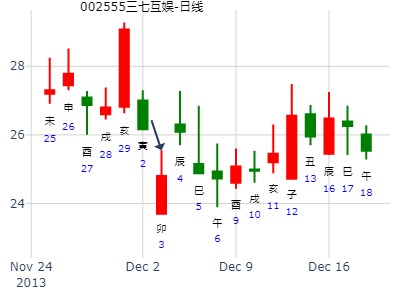 002555三七互娱-日线
28
26
24
未
25
申
26
酉
27
戌
28
亥
29
寅
2
卯
3
辰
4
巳
5
午
6
酉
9
戌
10
亥
11
子
12
丑
13
辰
16
巳
17
午
18
Nov 24
2013
Dec 2
Dec 9
Dec 16